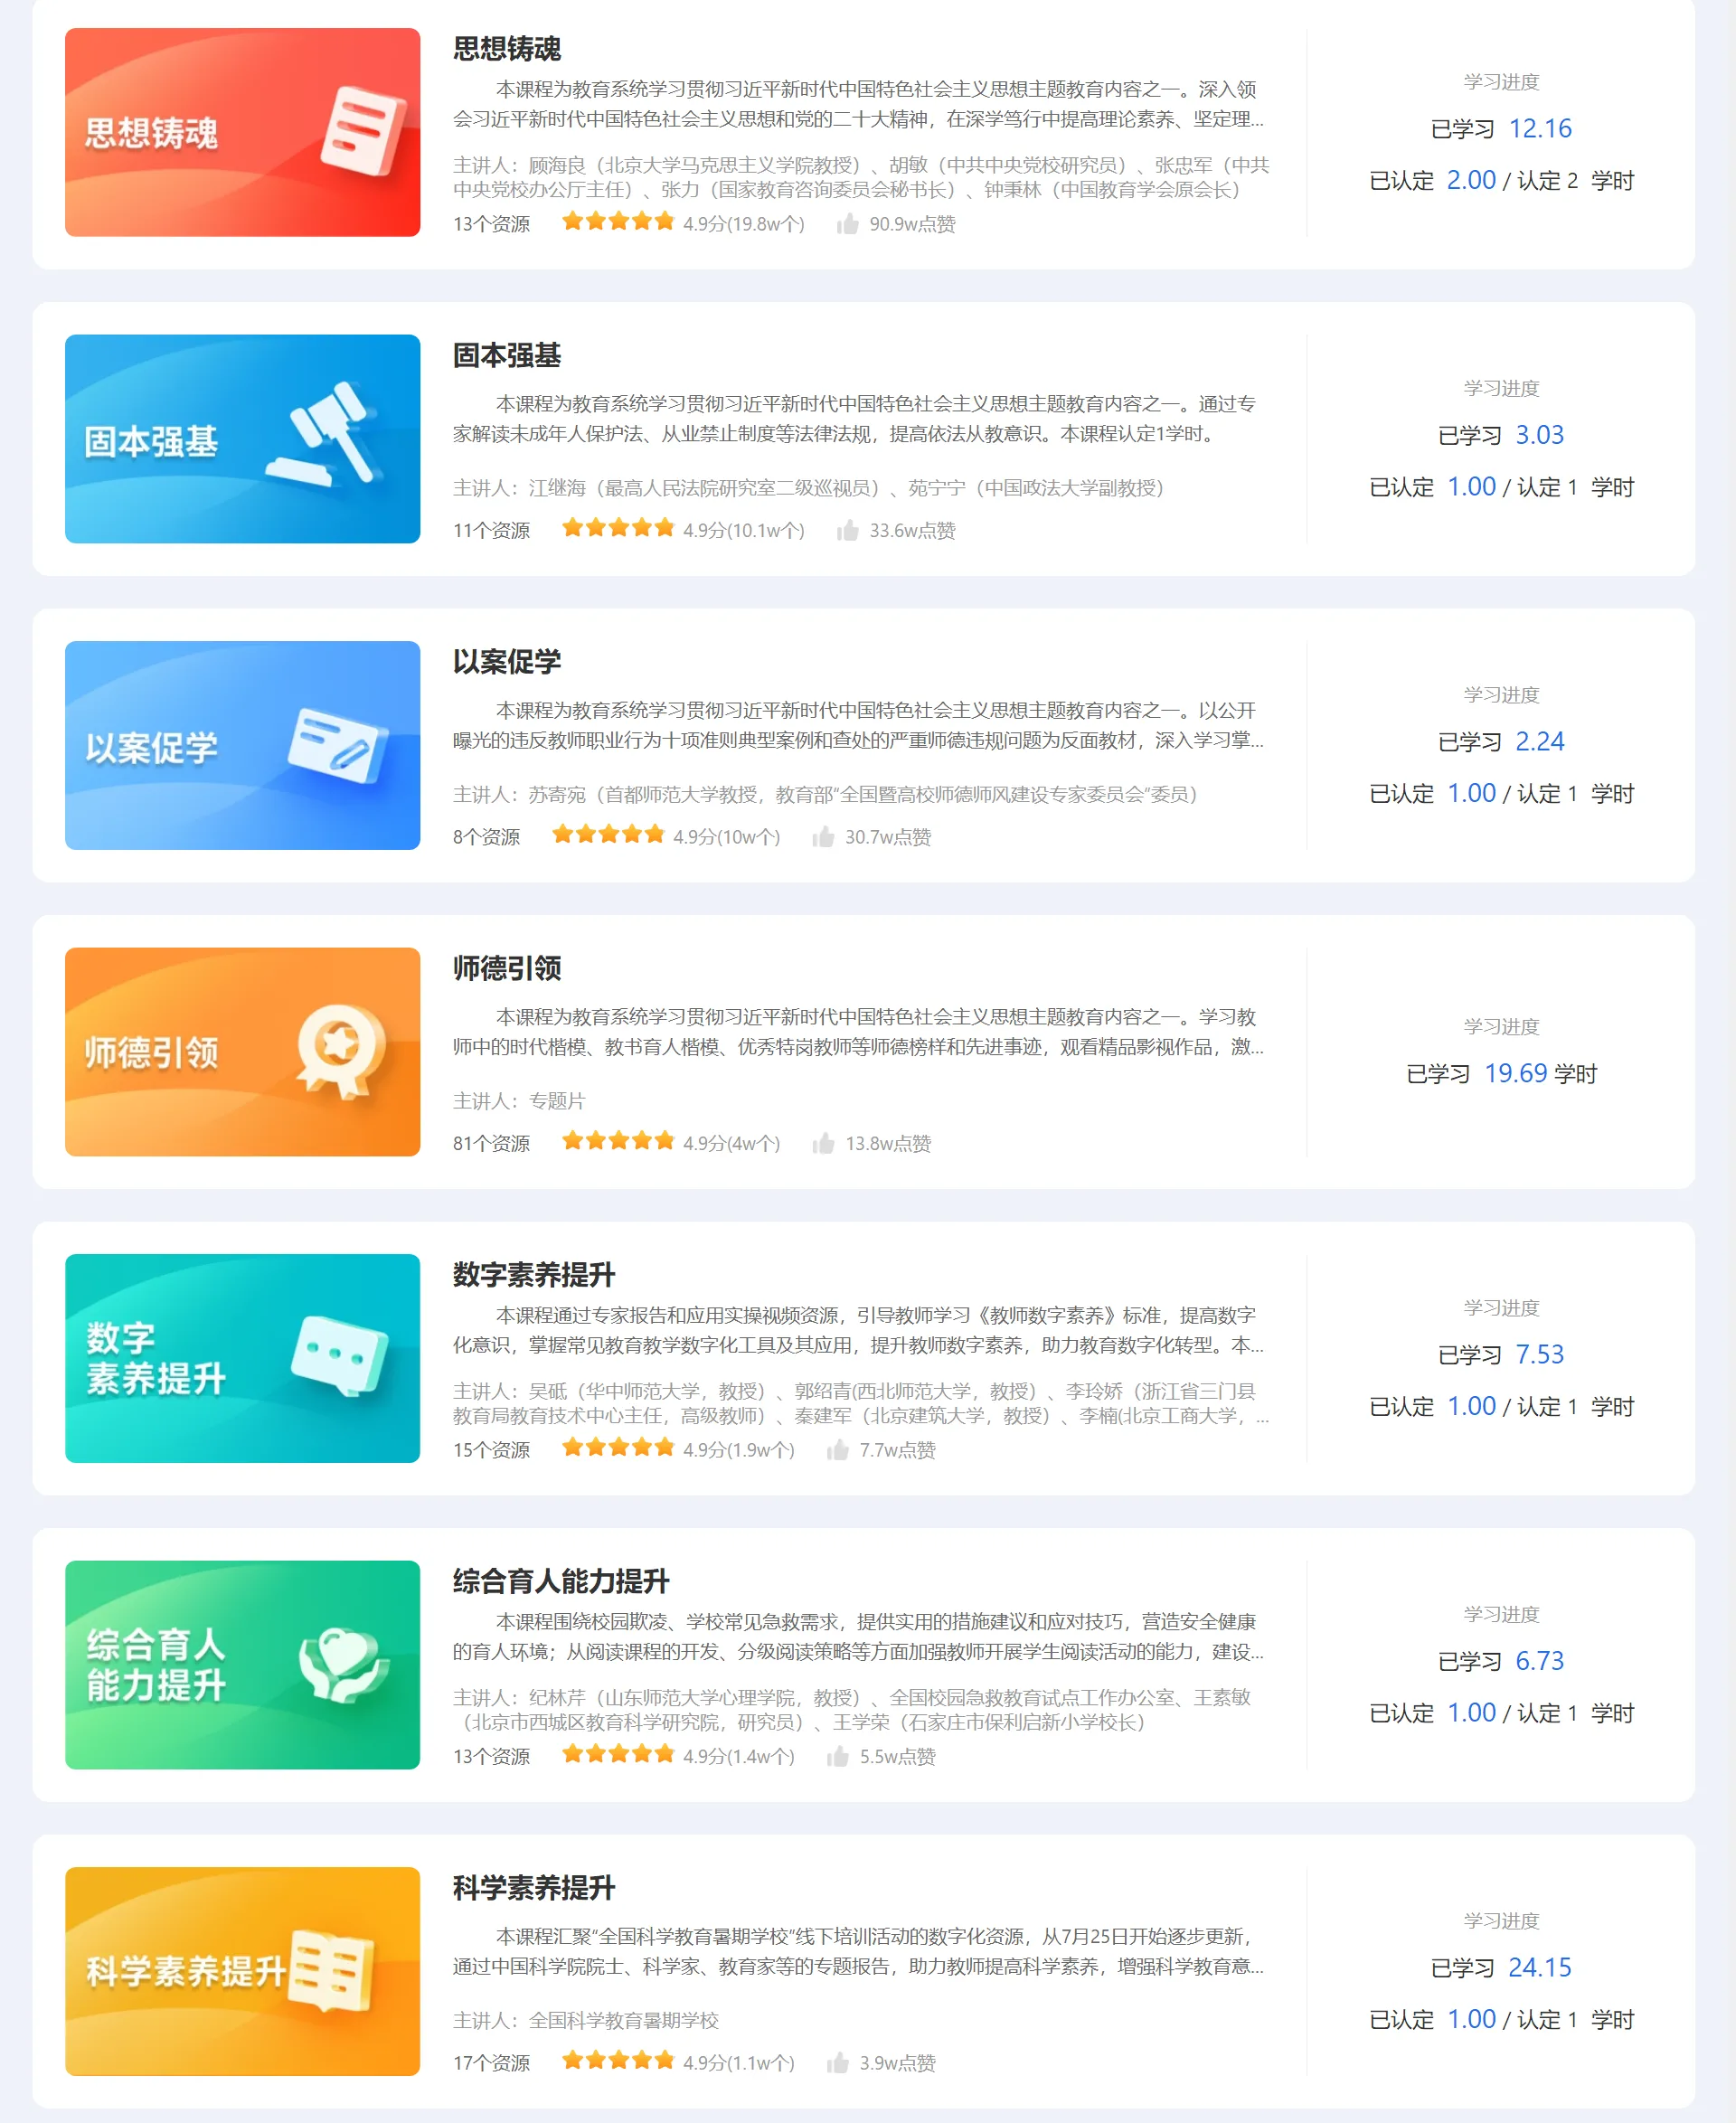 思想铸魂
思想铸魂
本课程为教育系统学习贯彻习近平新时代中国特色社会主义思想主题教育内容之一。深入领
会习近平新时代中国特色社会主义思想和党的二十大精神，在深学笃行中提高理论素养、坚定理...
主讲人：顾海良（北京大学马克思主义学院教授）、胡敏（中共中央党校研究员）、张忠军（中共
中央党校办公厅主任）、张力（国家教育咨询委员会秘书长）、钟秉林（中国教育学会原会长）
13个资源 4.9分(19.8w个) 90.9w点赞
学习进度
已学习 12.16
已认定 2.00 / 认定 2 学时
固本强基
固本强基
本课程为教育系统学习贯彻习近平新时代中国特色社会主义思想主题教育内容之一。通过专
家解读未成年人保护法、从业禁止制度等法律法规，提高依法从教意识。本课程认定1学时。
主讲人：江继海（最高人民法院研究室二级巡视员）、苑宁宁（中国政法大学副教授）
11个资源 4.9分(10.1w个) 33.6w点赞
学习进度
已学习 3.03
已认定 1.00 / 认定 1 学时
以案促学
以案促学
本课程为教育系统学习贯彻习近平新时代中国特色社会主义思想主题教育内容之一。以公开
曝光的违反教师职业行为十项准则典型案例和查处的严重师德违规问题为反面教材，深入学习掌...
主讲人：苏寄宛（首都师范大学教授，教育部“全国暨高校师德师风建设专家委员会”委员）
8个资源 4.9分(10w个) 30.7w点赞
学习进度
已学习 2.24
已认定 1.00 / 认定 1 学时
师德引领
师德引领
本课程为教育系统学习贯彻习近平新时代中国特色社会主义思想主题教育内容之一。学习教
师中的时代楷模、教书育人楷模、优秀特岗教师等师德榜样和先进事迹，观看精品影视作品，激...
主讲人：专题片
81个资源 4.9分(4w个) 13.8w点赞
学习进度
已学习 19.69 学时
数字
素养提升
数字素养提升
本课程通过专家报告和应用实操视频资源，引导教师学习《教师数字素养》标准，提高数字
化意识，掌握常见教育教学数字化工具及其应用，提升教师数字素养，助力教育数字化转型。本...
主讲人：吴砥（华中师范大学，教授）、郭绍青(西北师范大学，教授）、李玲娇（浙江省三门县
教育局教育技术中心主任，高级教师）、秦建军（北京建筑大学，教授）、李楠(北京工商大学，...
15个资源 4.9分(1.9w个) 7.7w点赞
学习进度
已学习 7.53
已认定 1.00 / 认定 1 学时
综合育人
能力提升
综合育人能力提升
本课程围绕校园欺凌、学校常见急救需求，提供实用的措施建议和应对技巧，营造安全健康
的育人环境；从阅读课程的开发、分级阅读策略等方面加强教师开展学生阅读活动的能力，建设...
主讲人：纪林芹（山东师范大学心理学院，教授）、全国校园急救教育试点工作办公室、王素敏
（北京市西城区教育科学研究院，研究员）、王学荣（石家庄市保利启新小学校长）
13个资源 4.9分(1.4w个) 5.5w点赞
学习进度
已学习 6.73
已认定 1.00 / 认定 1 学时
科学素养提升
科学素养提升
本课程汇聚“全国科学教育暑期学校”线下培训活动的数字化资源，从7月25日开始逐步更新，
通过中国科学院院士、科学家、教育家等的专题报告，助力教师提高科学素养，增强科学教育意...
主讲人：全国科学教育暑期学校
17个资源 4.9分(1.1w个) 3.9w点赞
学习进度
已学习 24.15
已认定 1.00 / 认定 1 学时